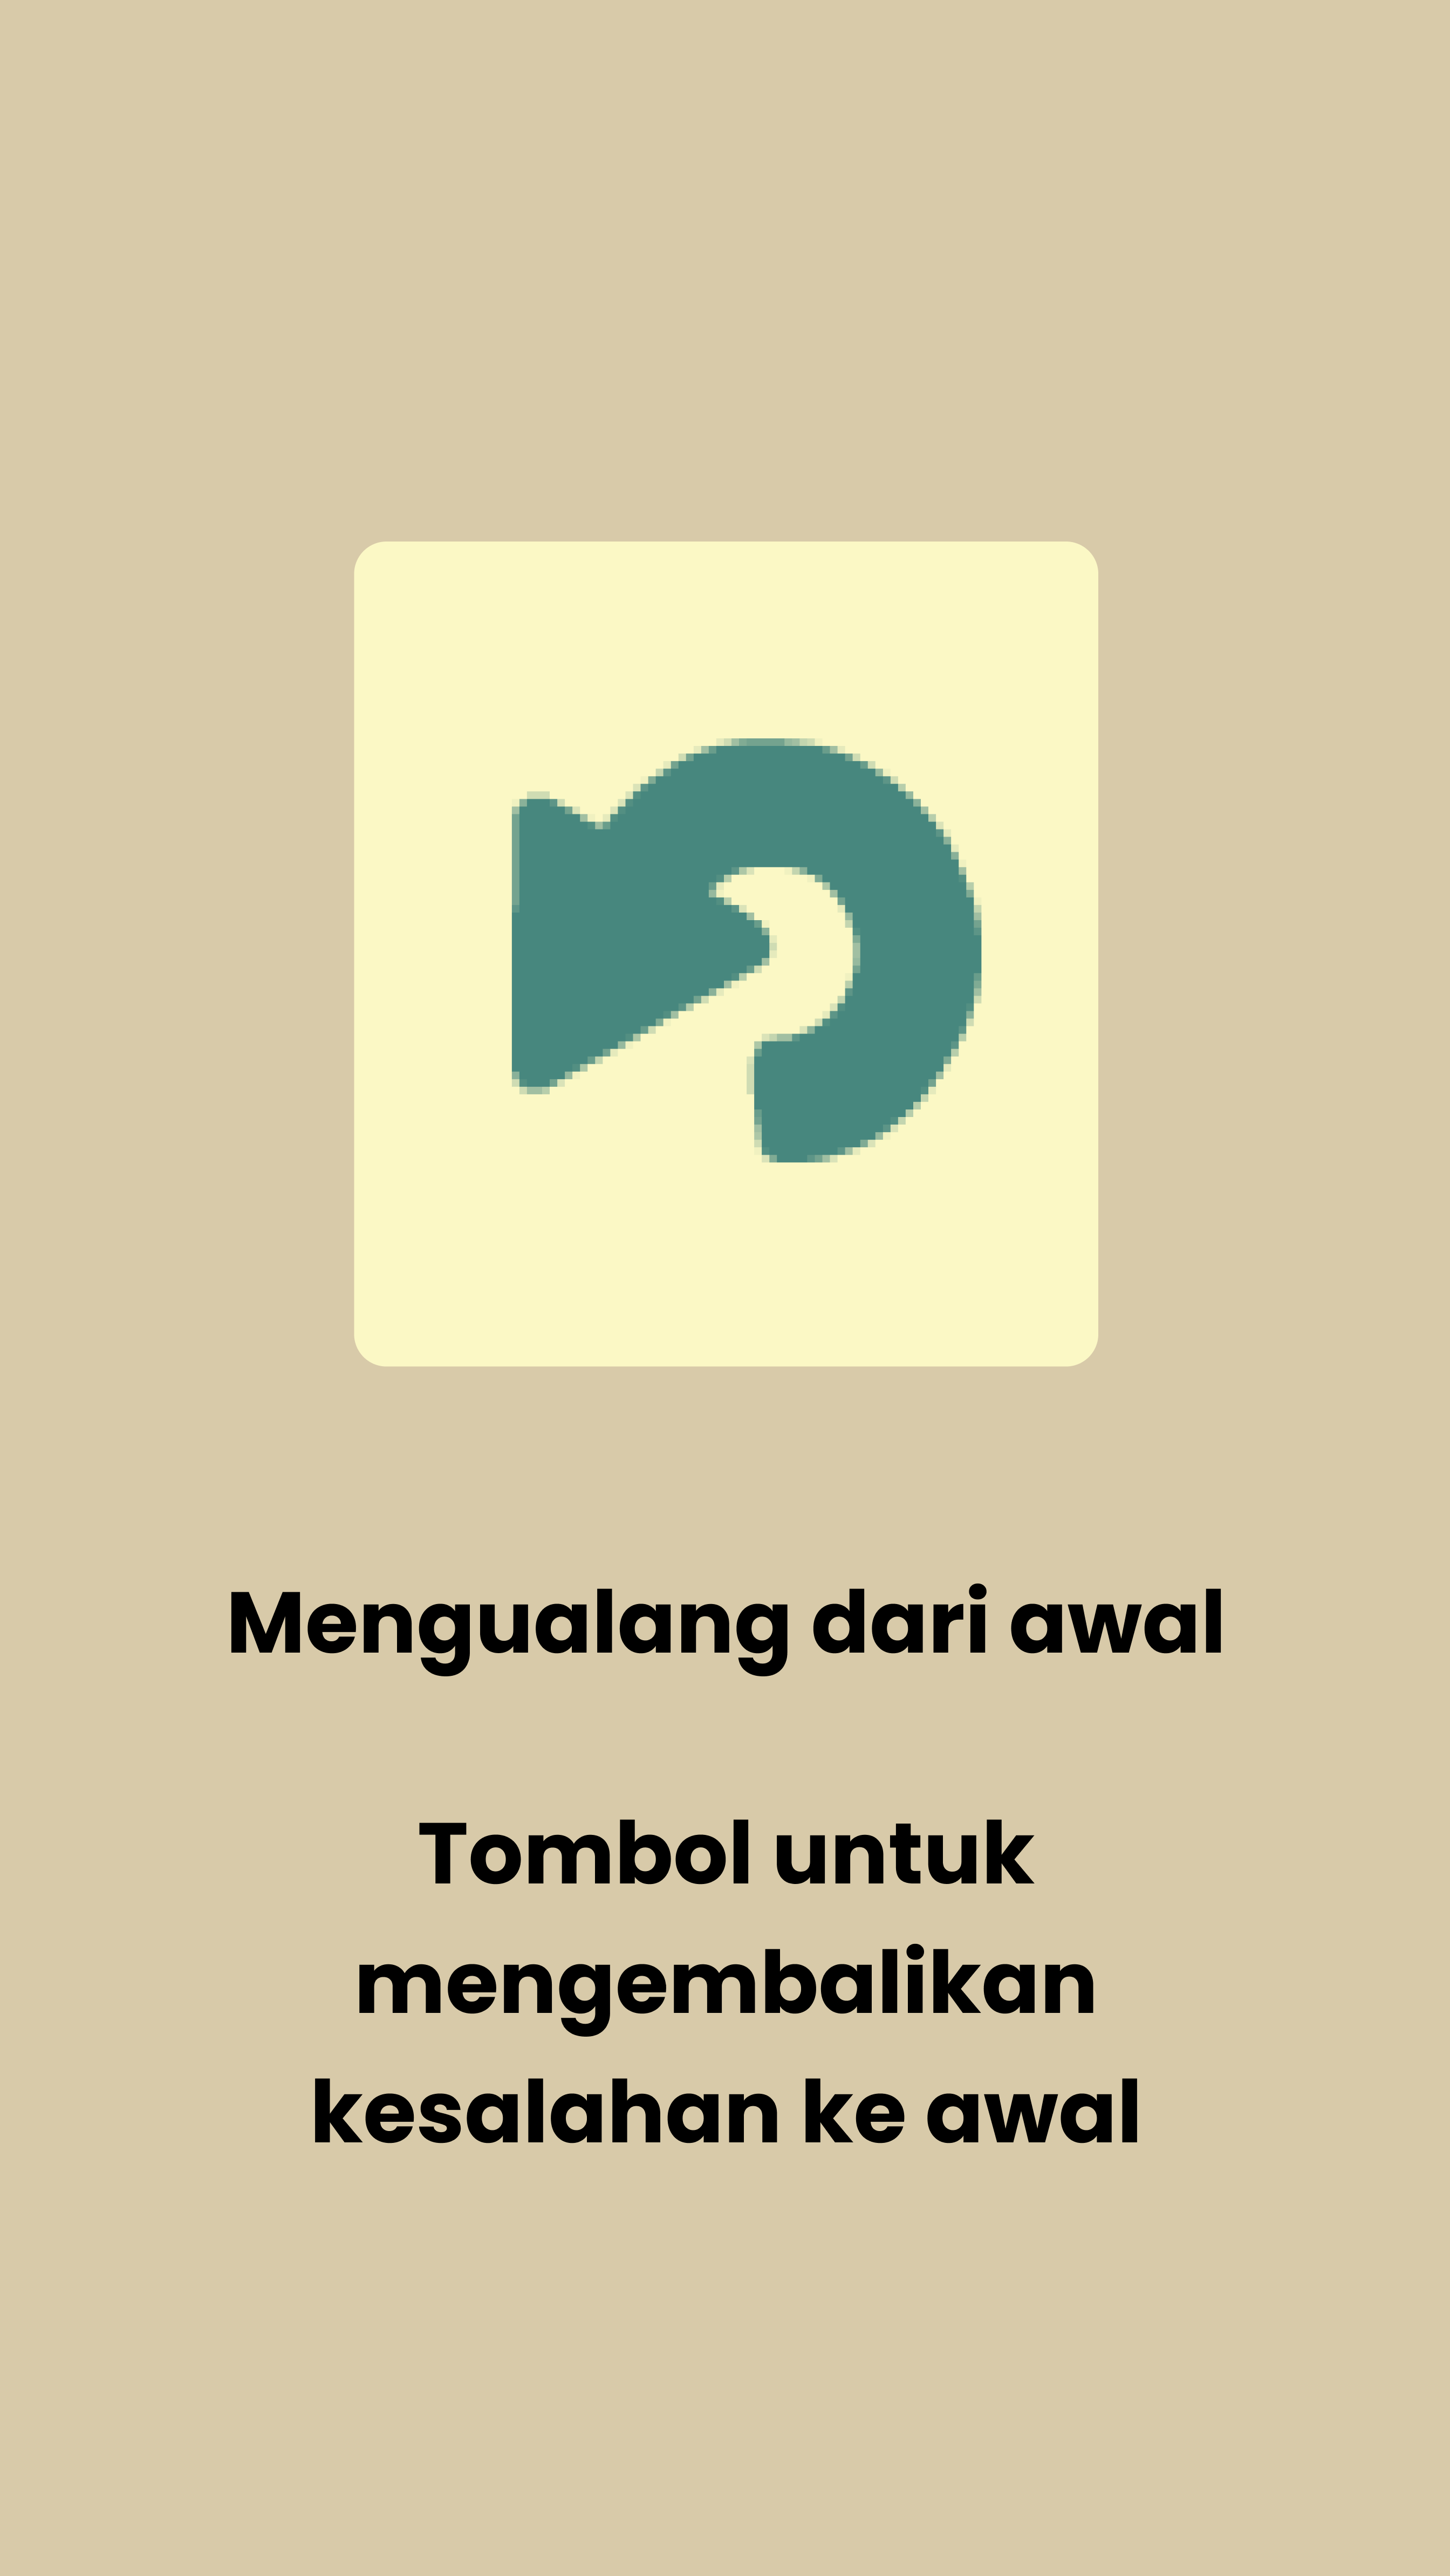 Mengualang dari awal
Tombol untuk
mengembalikan
kesalahan ke awal